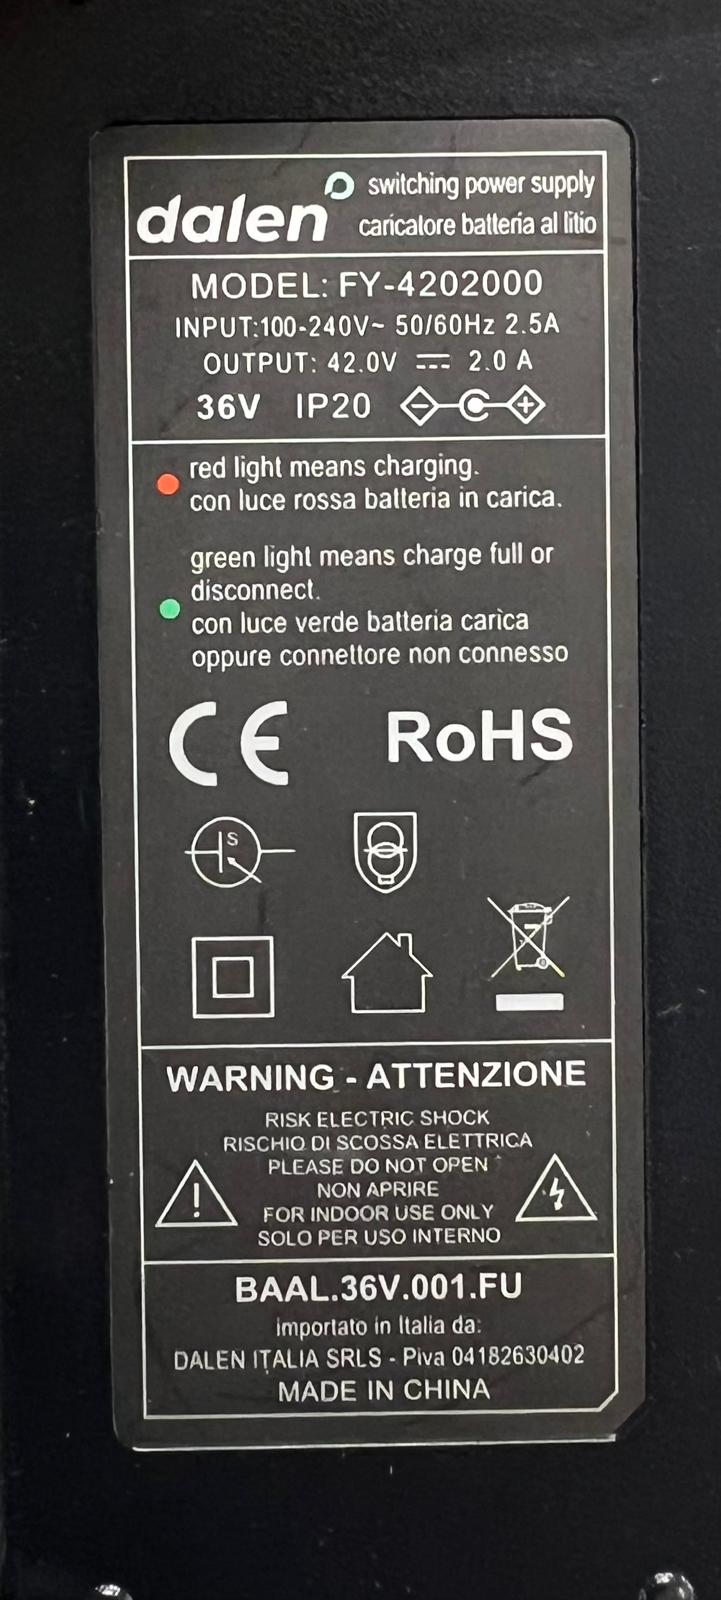 dalen
switching power supply
caricatore batteria al litio
MODEL: FY-4202000
INPUT:100-240V~ 50/60Hz 2.5A
OUTPUT: 42.0V ⎓ 2.0 A
36V IP20 - +
red light means charging.
con luce rossa batteria in carica.
green light means charge full or
disconnect.
con luce verde batteria carica
oppure connettore non connesso
CE RoHS
S
WARNING - ATTENZIONE
RISK ELECTRIC SHOCK
RISCHIO DI SCOSSA ELETTRICA
PLEASE DO NOT OPEN
NON APRIRE
FOR INDOOR USE ONLY
SOLO PER USO INTERNO
!
BAAL.36V.001.FU
Importato in Italia da:
DALEN ITALIA SRLS - Piva 04182630402
MADE IN CHINA